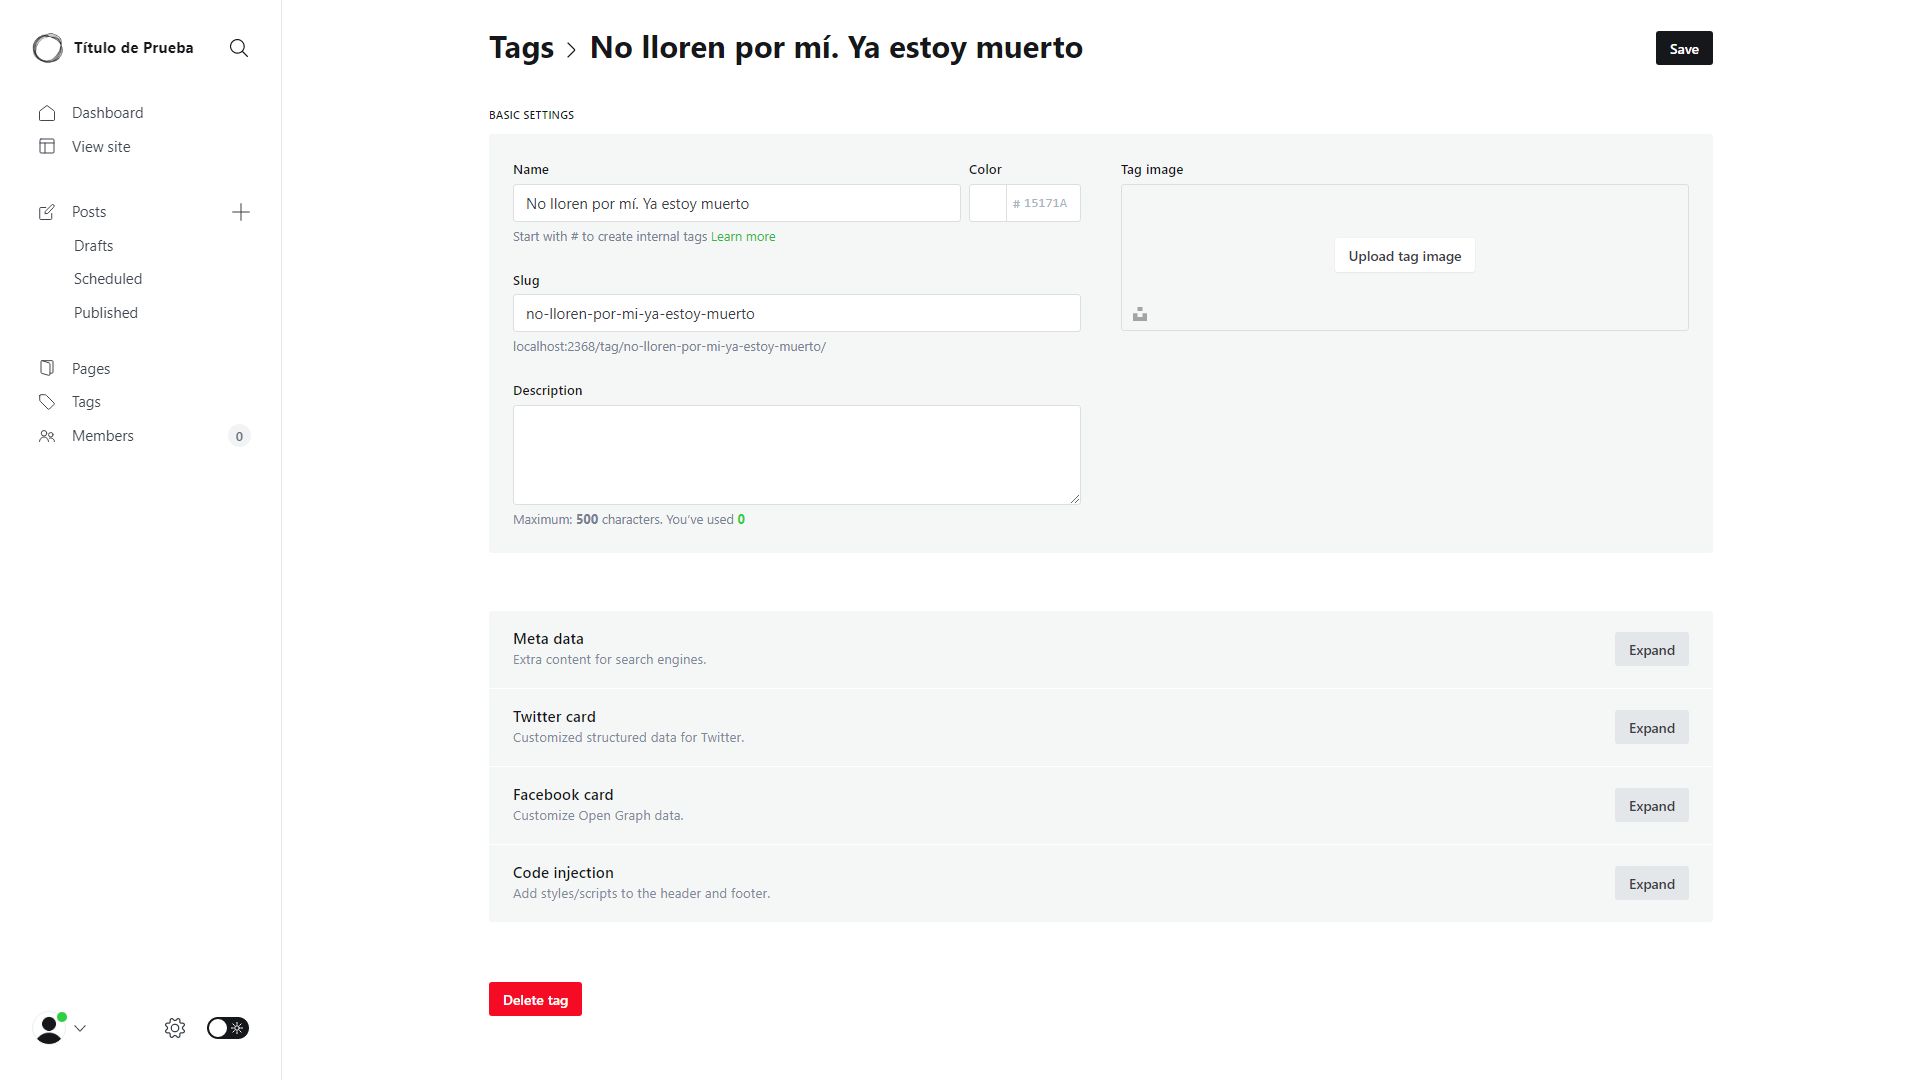 Título de Prueba
Dashboard
View site
Posts
Drafts
Scheduled
Published
Pages
Tags
Members 0
Tags > No lloren por mí. Ya estoy muerto
Save
BASIC SETTINGS
Name
No lloren por mí. Ya estoy muerto
Start with # to create internal tags Learn more
Color
# 15171A
Slug
no-lloren-por-mi-ya-estoy-muerto
localhost:2368/tag/no-lloren-por-mi-ya-estoy-muerto/
Description
Maximum: 500 characters. You've used 0
Tag image
Upload tag image
Meta data
Extra content for search engines.
Expand
Twitter card
Customized structured data for Twitter.
Expand
Facebook card
Customize Open Graph data.
Expand
Code injection
Add styles/scripts to the header and footer.
Expand
Delete tag